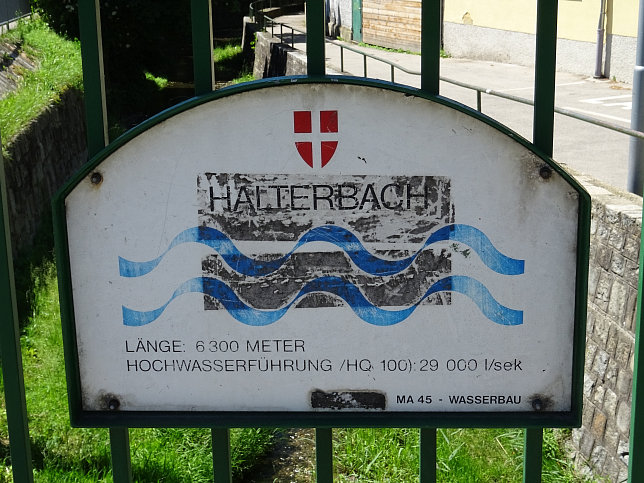 HALTERBACH
LÄNGE: 6 300 METER
HOCHWASSERFÜHRUNG /HQ 100): 29 000 l/sek
MA 45 - WASSERBAU